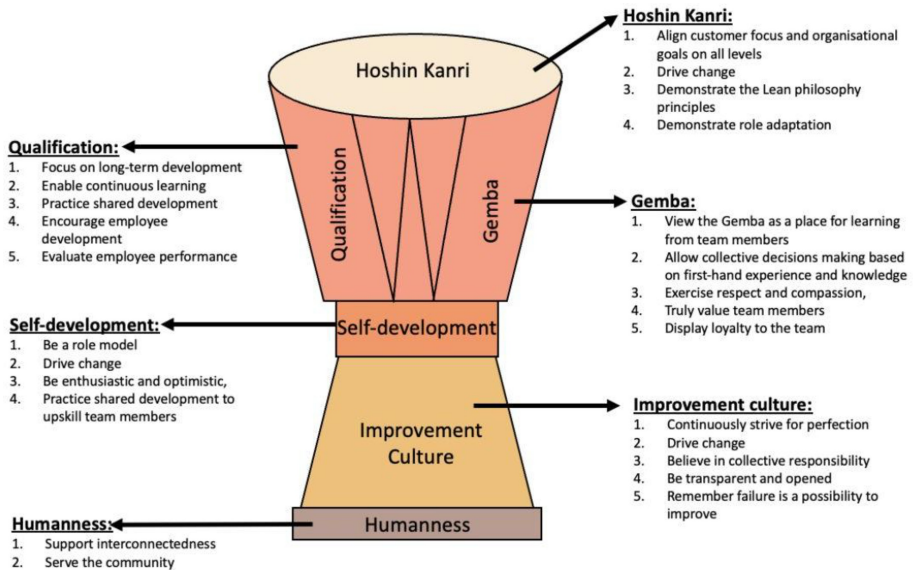 Hoshin Kanri:
1. Align customer focus and organisational
goals on all levels
2. Drive change
3. Demonstrate the Lean philosophy
principles
4. Demonstrate role adaptation
Hoshin Kanri
Qualification:
1. Focus on long-term development
2. Enable continuous learning
3. Practice shared development
4. Encourage employee
development
5. Evaluate employee performance
Qualification
Gemba
Gemba:
1. View the Gemba as a place for learning
from team members
2. Allow collective decisions making based
on first-hand experience and knowledge
3. Exercise respect and compassion,
4. Truly value team members
5. Display loyalty to the team
Self-development:
1. Be a role model
2. Drive change
3. Be enthusiastic and optimistic,
4. Practice shared development to
upskill team members
Self-development
Improvement
Culture
Improvement culture:
1. Continuously strive for perfection
2. Drive change
3. Believe in collective responsibility
4. Be transparent and opened
5. Remember failure is a possibility to
improve
Humanness:
1. Support interconnectedness
2. Serve the community
Humanness